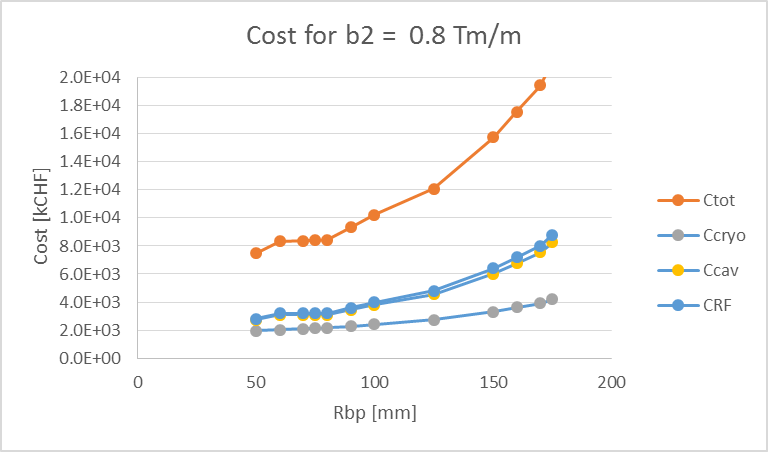 Cost for b2 =  0.8 Tm/m
2.0E+04
1.8E+04
1.6E+04
1.4E+04
1.2E+04
1.0E+04
8.0E+03
6.0E+03
4.0E+03
2.0E+03
0.0E+00
Cost [kCHF]
0
50
100
150
200
Rbp [mm]
Ctot
Ccryo
Ccav
CRF